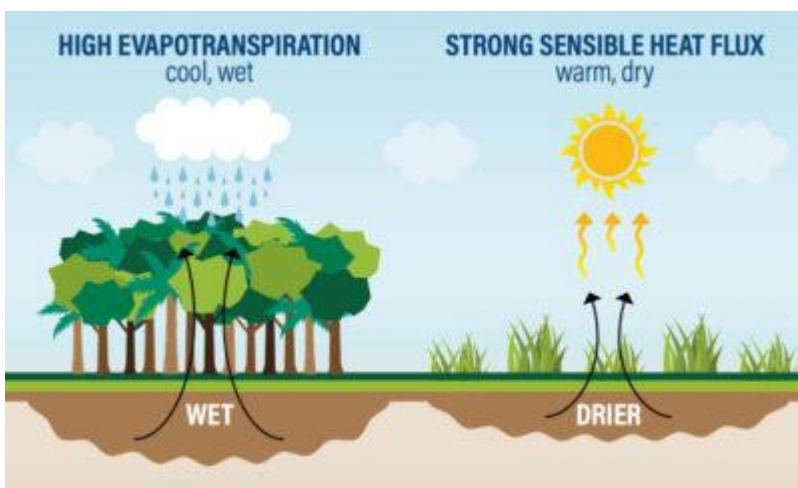 HIGH EVAPOTRANSPIRATION
cool, wet
STRONG SENSIBLE HEAT FLUX
warm, dry
WET
DRIER